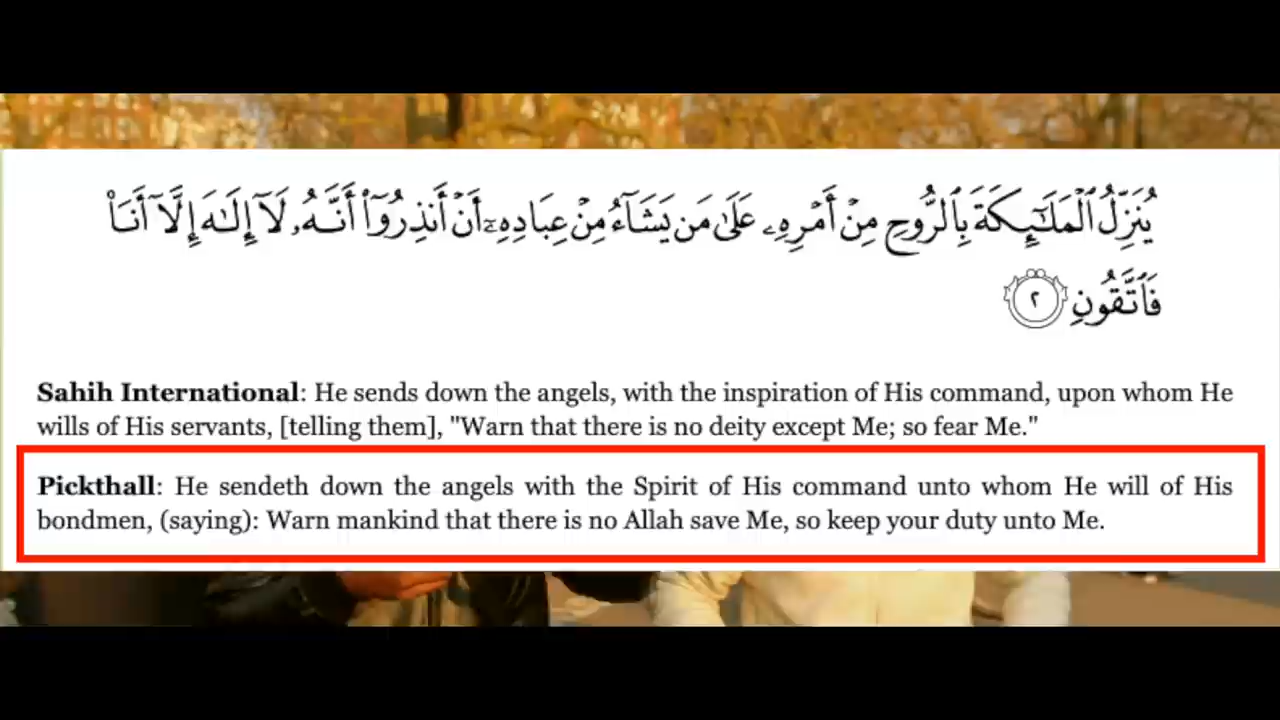 يُنَزِّلُ ٱلْمَلَـٰٓئِكَةَ بِٱلرُّوحِ مِنْ أَمْرِهِۦ عَلَىٰ مَن يَشَآءُ مِنْ عِبَادِهِۦٓ أَنْ أَنذِرُوٓا۟ أَنَّهُۥ لَآ إِلَـٰهَ إِلَّآ أَنَا۠
فَٱتَّقُونِ ٢
Sahih International: He sends down the angels, with the inspiration of His command, upon whom He
wills of His servants, [telling them], "Warn that there is no deity except Me; so fear Me."
Pickthall: He sendeth down the angels with the Spirit of His command unto whom He will of His
bondmen, (saying): Warn mankind that there is no Allah save Me, so keep your duty unto Me.